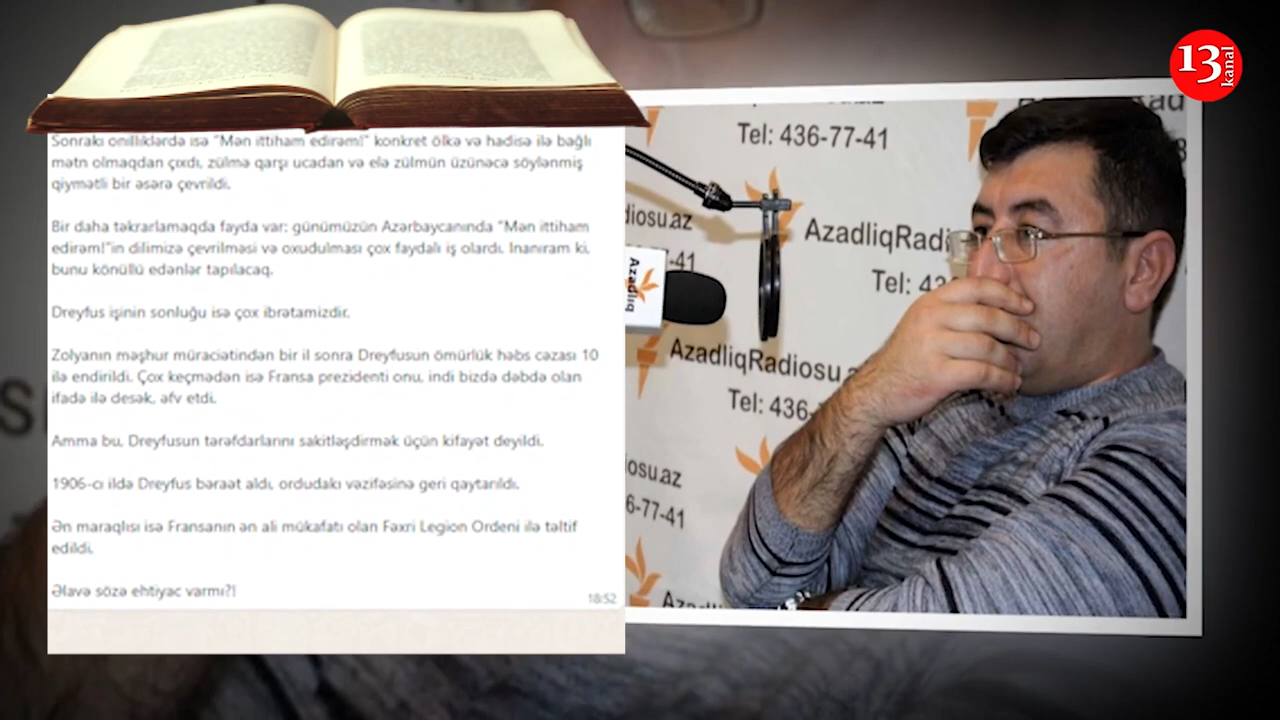 Sonrakı onilliklərdə isə "Mən ittiham edirəm!" konkret ölkə və hadisə ilə bağlı
mətn olmaqdan çıxdı, zülmə qarşı ucadan və elə zülmün üzünəcə söylənmiş
qiymətli bir əsərə çevrildi.
Bir daha təkrarlamaqda fayda var: günümüzün Azərbaycanında "Mən ittiham
edirəm!"in dilimizə çevrilməsi və oxudulması çox faydalı iş olardı. Inanıram ki,
bunu könüllü edənlər tapılacaq.
Dreyfus işinin sonluğu isə çox ibrətamizdir.
Zolyanın məşhur müraciətindən bir il sonra Dreyfusun ömürlük həbs cəzası 10
ilə endirildi. Çox keçmədən isə Fransa prezidenti onu, indi bizdə dəbdə olan
ifadə ilə desək, əfv etdi.
Amma bu, Dreyfusun tərəfdarlarını sakitləşdirmək üçün kifayət deyildi.
1906-cı ildə Dreyfus bəraət aldı, ordudakı vəzifəsinə geri qaytarıldı.
Ən maraqlısı isə Fransanın ən ali mükafatı olan Fəxri Legion Ordeni ilə təltif
edildi.
Əlavə sözə ehtiyac varmı?!
18:52
13
kanal
Tel: 436-77-41
diosu.az
-41
AzadliqRadi
Tel: 42
Azadlıq
AzadliqRadiosu.a
Tel: 436-
iosu.az
6-77-41